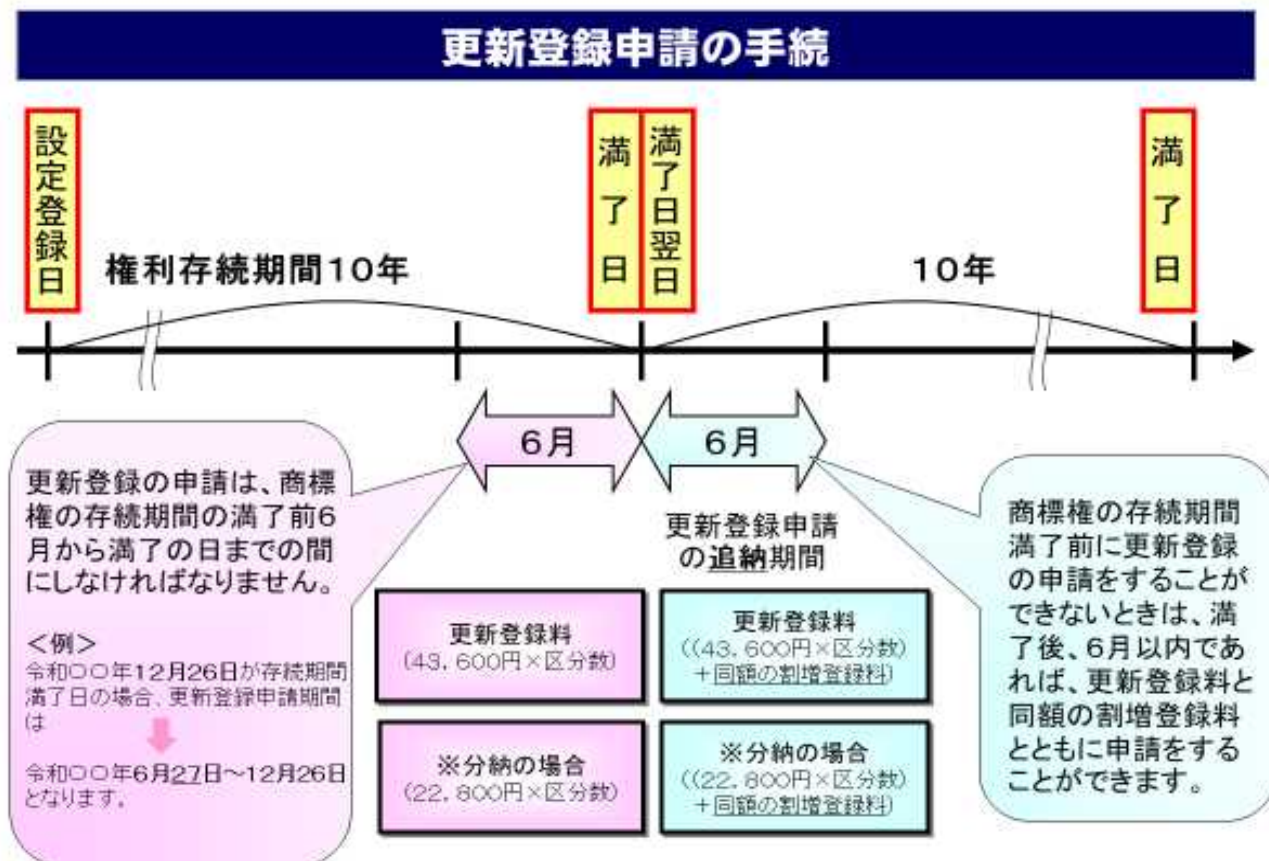 更新登録申請の手続
設定登録日
満了日
満了日翌日
満了日
権利存続期間10年
10年
6月
6月
更新登録の申請は、商標
権の存続期間の満了前6
月から満了の日までの間
にしなければなりません。
＜例＞
令和〇〇年12月26日が存続期間
満了日の場合、更新登録申請期間
は
令和〇〇年6月27日～12月26日
となります。
更新登録申請
の追納期間
更新登録料
(43,600円×区分数)
※分納の場合
(22,800円×区分数)
更新登録料
((43,600円×区分数)
+同額の割増登録料)
※分納の場合
((22,800円×区分数)
+同額の割増登録料)
商標権の存続期間
満了前に更新登録
の申請をすることが
できないときは、満
了後、6月以内であ
れば、更新登録料と
同額の割増登録料
とともに申請をする
ことができます。